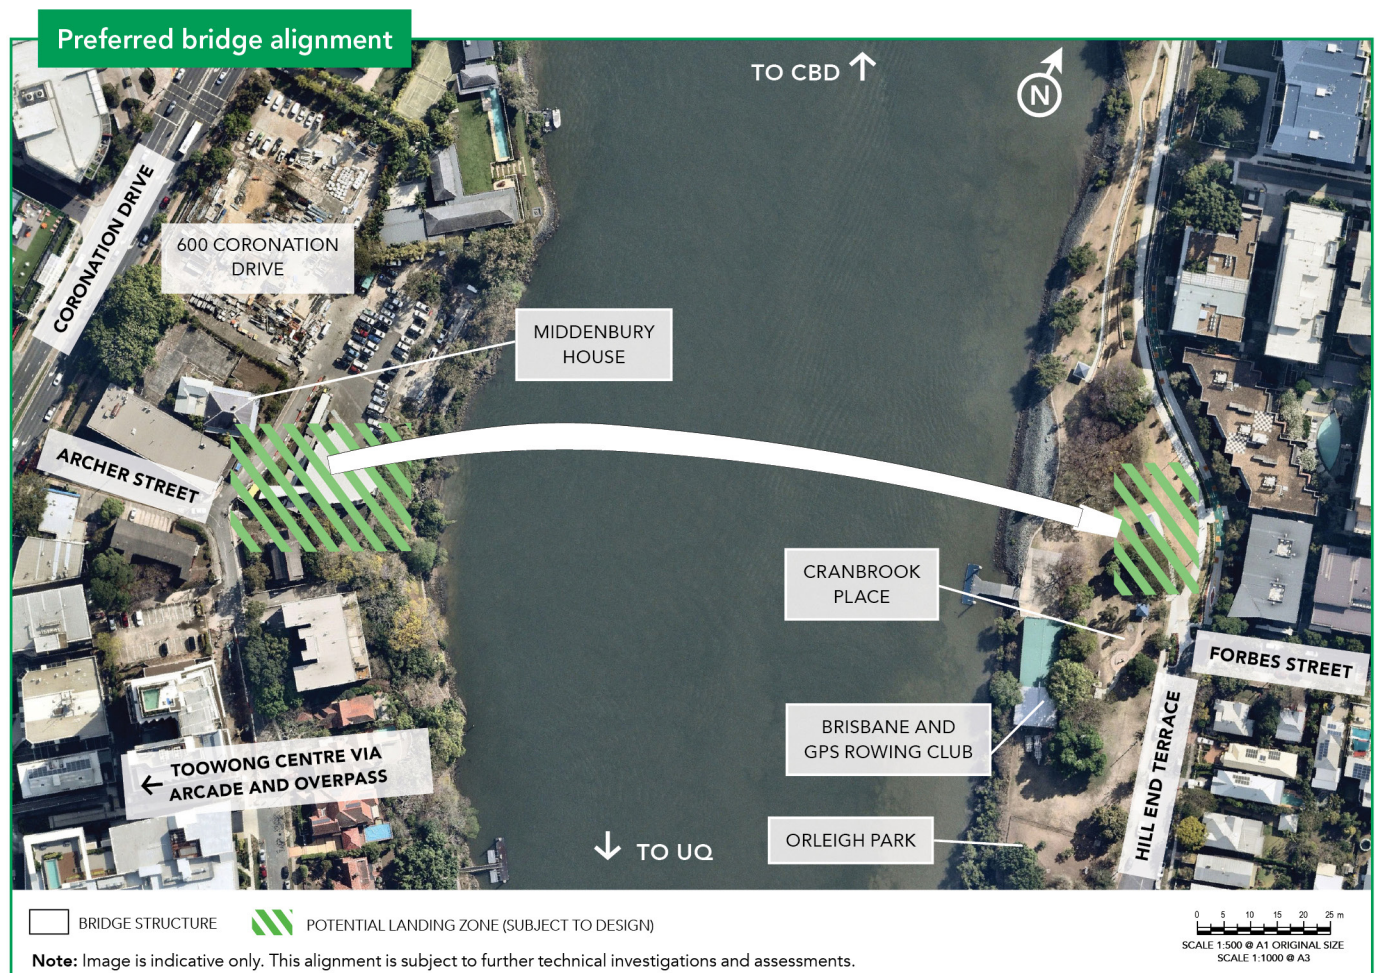 Preferred bridge alignment
TO CBD ↑
N
CORONATION DRIVE
600 CORONATION
DRIVE
MIDDENBURY
HOUSE
ARCHER STREET
CRANBROOK
PLACE
FORBES STREET
BRISBANE AND
GPS ROWING CLUB
HILL END TERRACE
← TOOWONG CENTRE VIA
ARCADE AND OVERPASS
↓ TO UQ
ORLEIGH PARK
BRIDGE STRUCTURE
POTENTIAL LANDING ZONE (SUBJECT TO DESIGN)
0 5 10 15 20 25 m
SCALE 1:500 @ A1 ORIGINAL SIZE
SCALE 1:1000 @ A3
Note: Image is indicative only. This alignment is subject to further technical investigations and assessments.